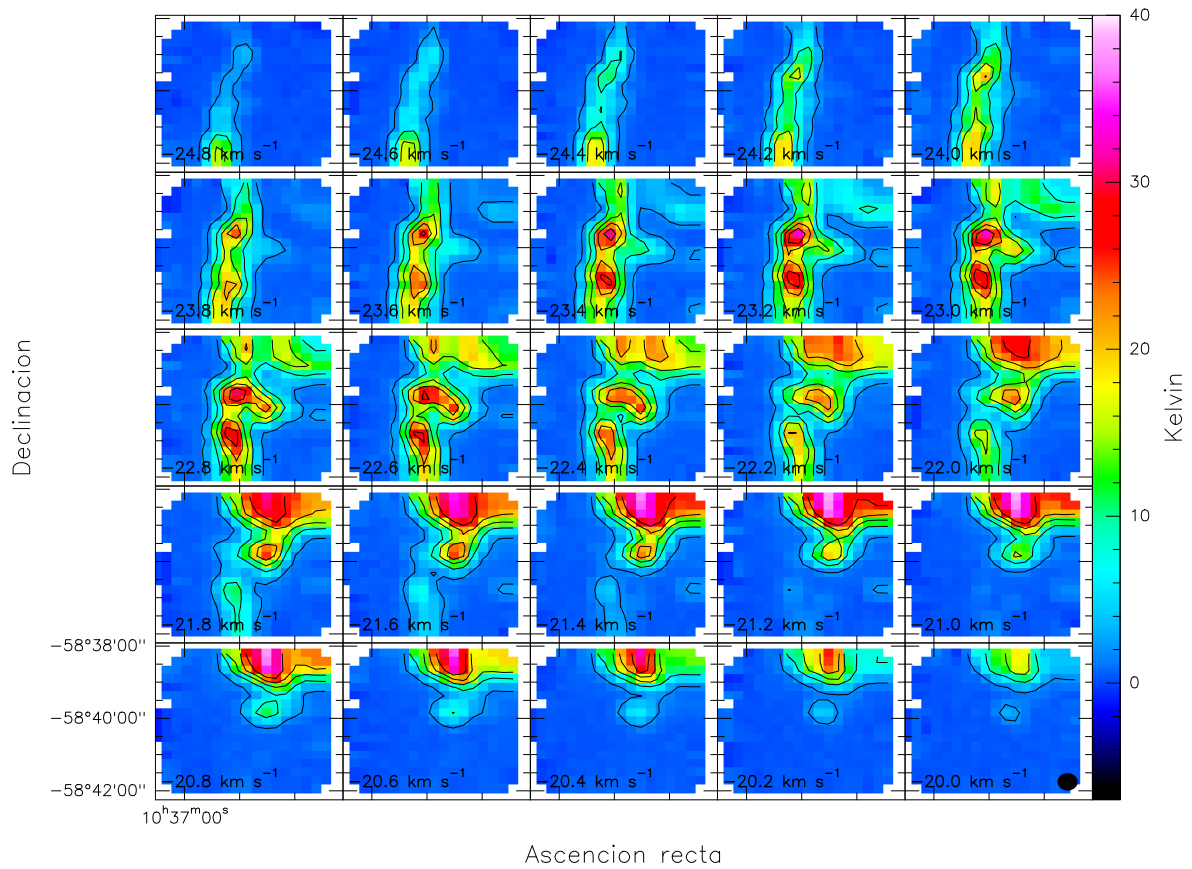 40
−24.8 km s⁻¹ −24.6 km s⁻¹ −24.4 km s⁻¹ −24.2 km s⁻¹ −24.0 km s⁻¹
30
−23.8 km s⁻¹ −23.6 km s⁻¹ −23.4 km s⁻¹ −23.2 km s⁻¹ −23.0 km s⁻¹
Declinacion
20
Kelvin
−22.8 km s⁻¹ −22.6 km s⁻¹ −22.4 km s⁻¹ −22.2 km s⁻¹ −22.0 km s⁻¹
10
−21.8 km s⁻¹ −21.6 km s⁻¹ −21.4 km s⁻¹ −21.2 km s⁻¹ −21.0 km s⁻¹
−58°38'00"
0
−58°40'00"
−20.8 km s⁻¹ −20.6 km s⁻¹ −20.4 km s⁻¹ −20.2 km s⁻¹ −20.0 km s⁻¹
−58°42'00"
10ʰ37ᵐ00ˢ
Ascencion recta